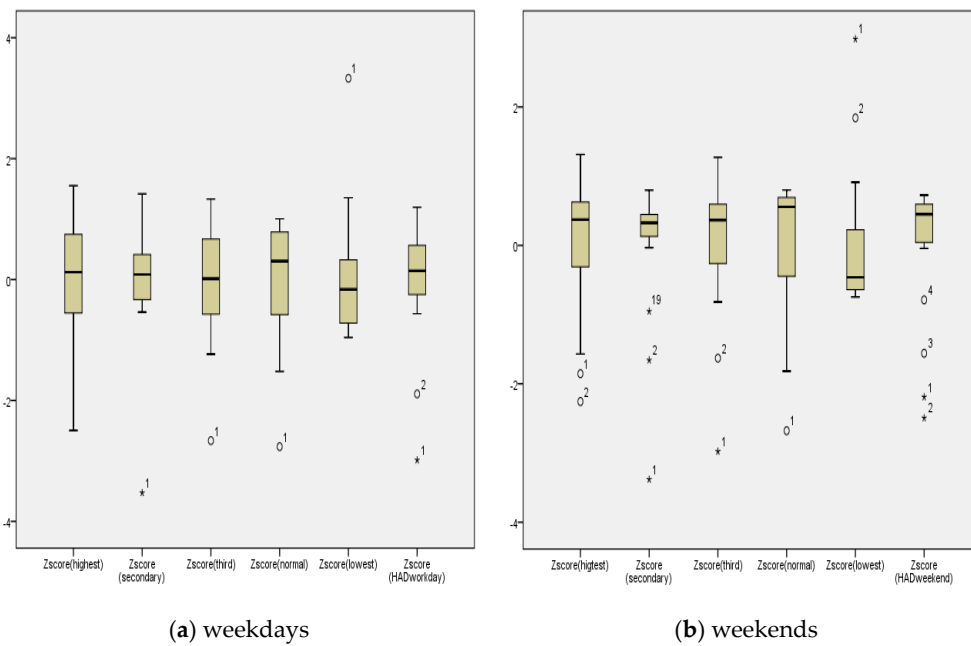 4
2
0
-2
-4
1
1
1
1
2
1
Zscore(highest)
Zscore
(secondary)
Zscore(third)
Zscore(normal)
Zscore(lowest)
Zscore
(HADworkday)
(a) weekdays
2
0
-2
-4
1
2
19
2
1
2
1
1
1
2
4
3
1
2
Zscore(higtest)
Zscore
(secondary)
Zscore(third)
Zscore(normal)
Zscore(lowest)
Zscore
(HADweekend)
(b) weekends